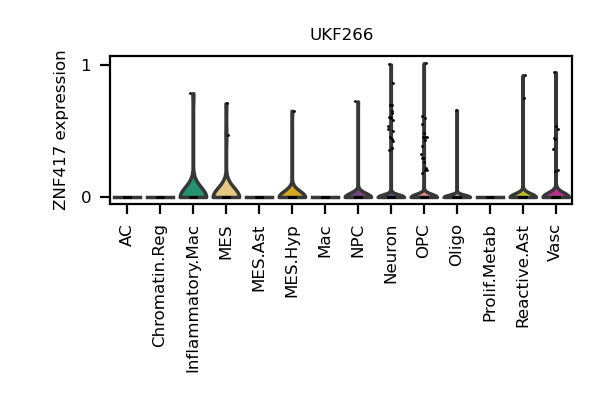 UKF266
ZNF417 expression
1
0
AC
Chromatin.Reg
Inflammatory.Mac
MES
MES.Ast
MES.Hyp
Mac
NPC
Neuron
OPC
Oligo
Prolif.Metab
Reactive.Ast
Vasc